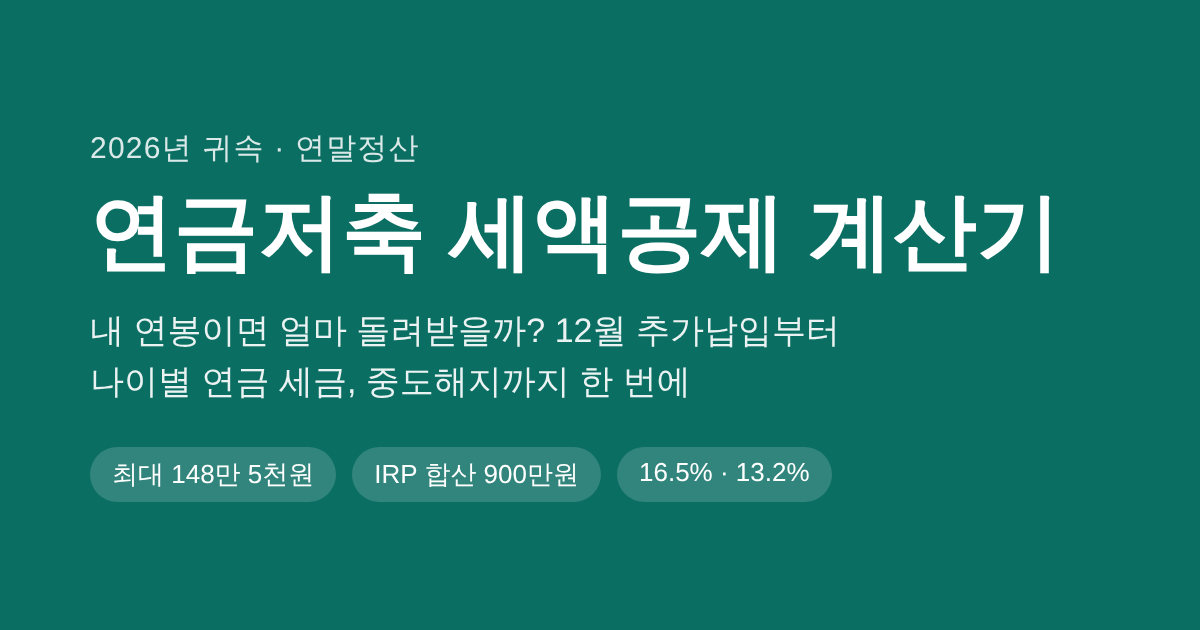 2026년 귀속 · 연말정산
연금저축 세액공제 계산기
내 연봉이면 얼마 돌려받을까? 12월 추가납입부터
나이별 연금 세금, 중도해지까지 한 번에
최대 148만 5천원
IRP 합산 900만원
16.5% · 13.2%